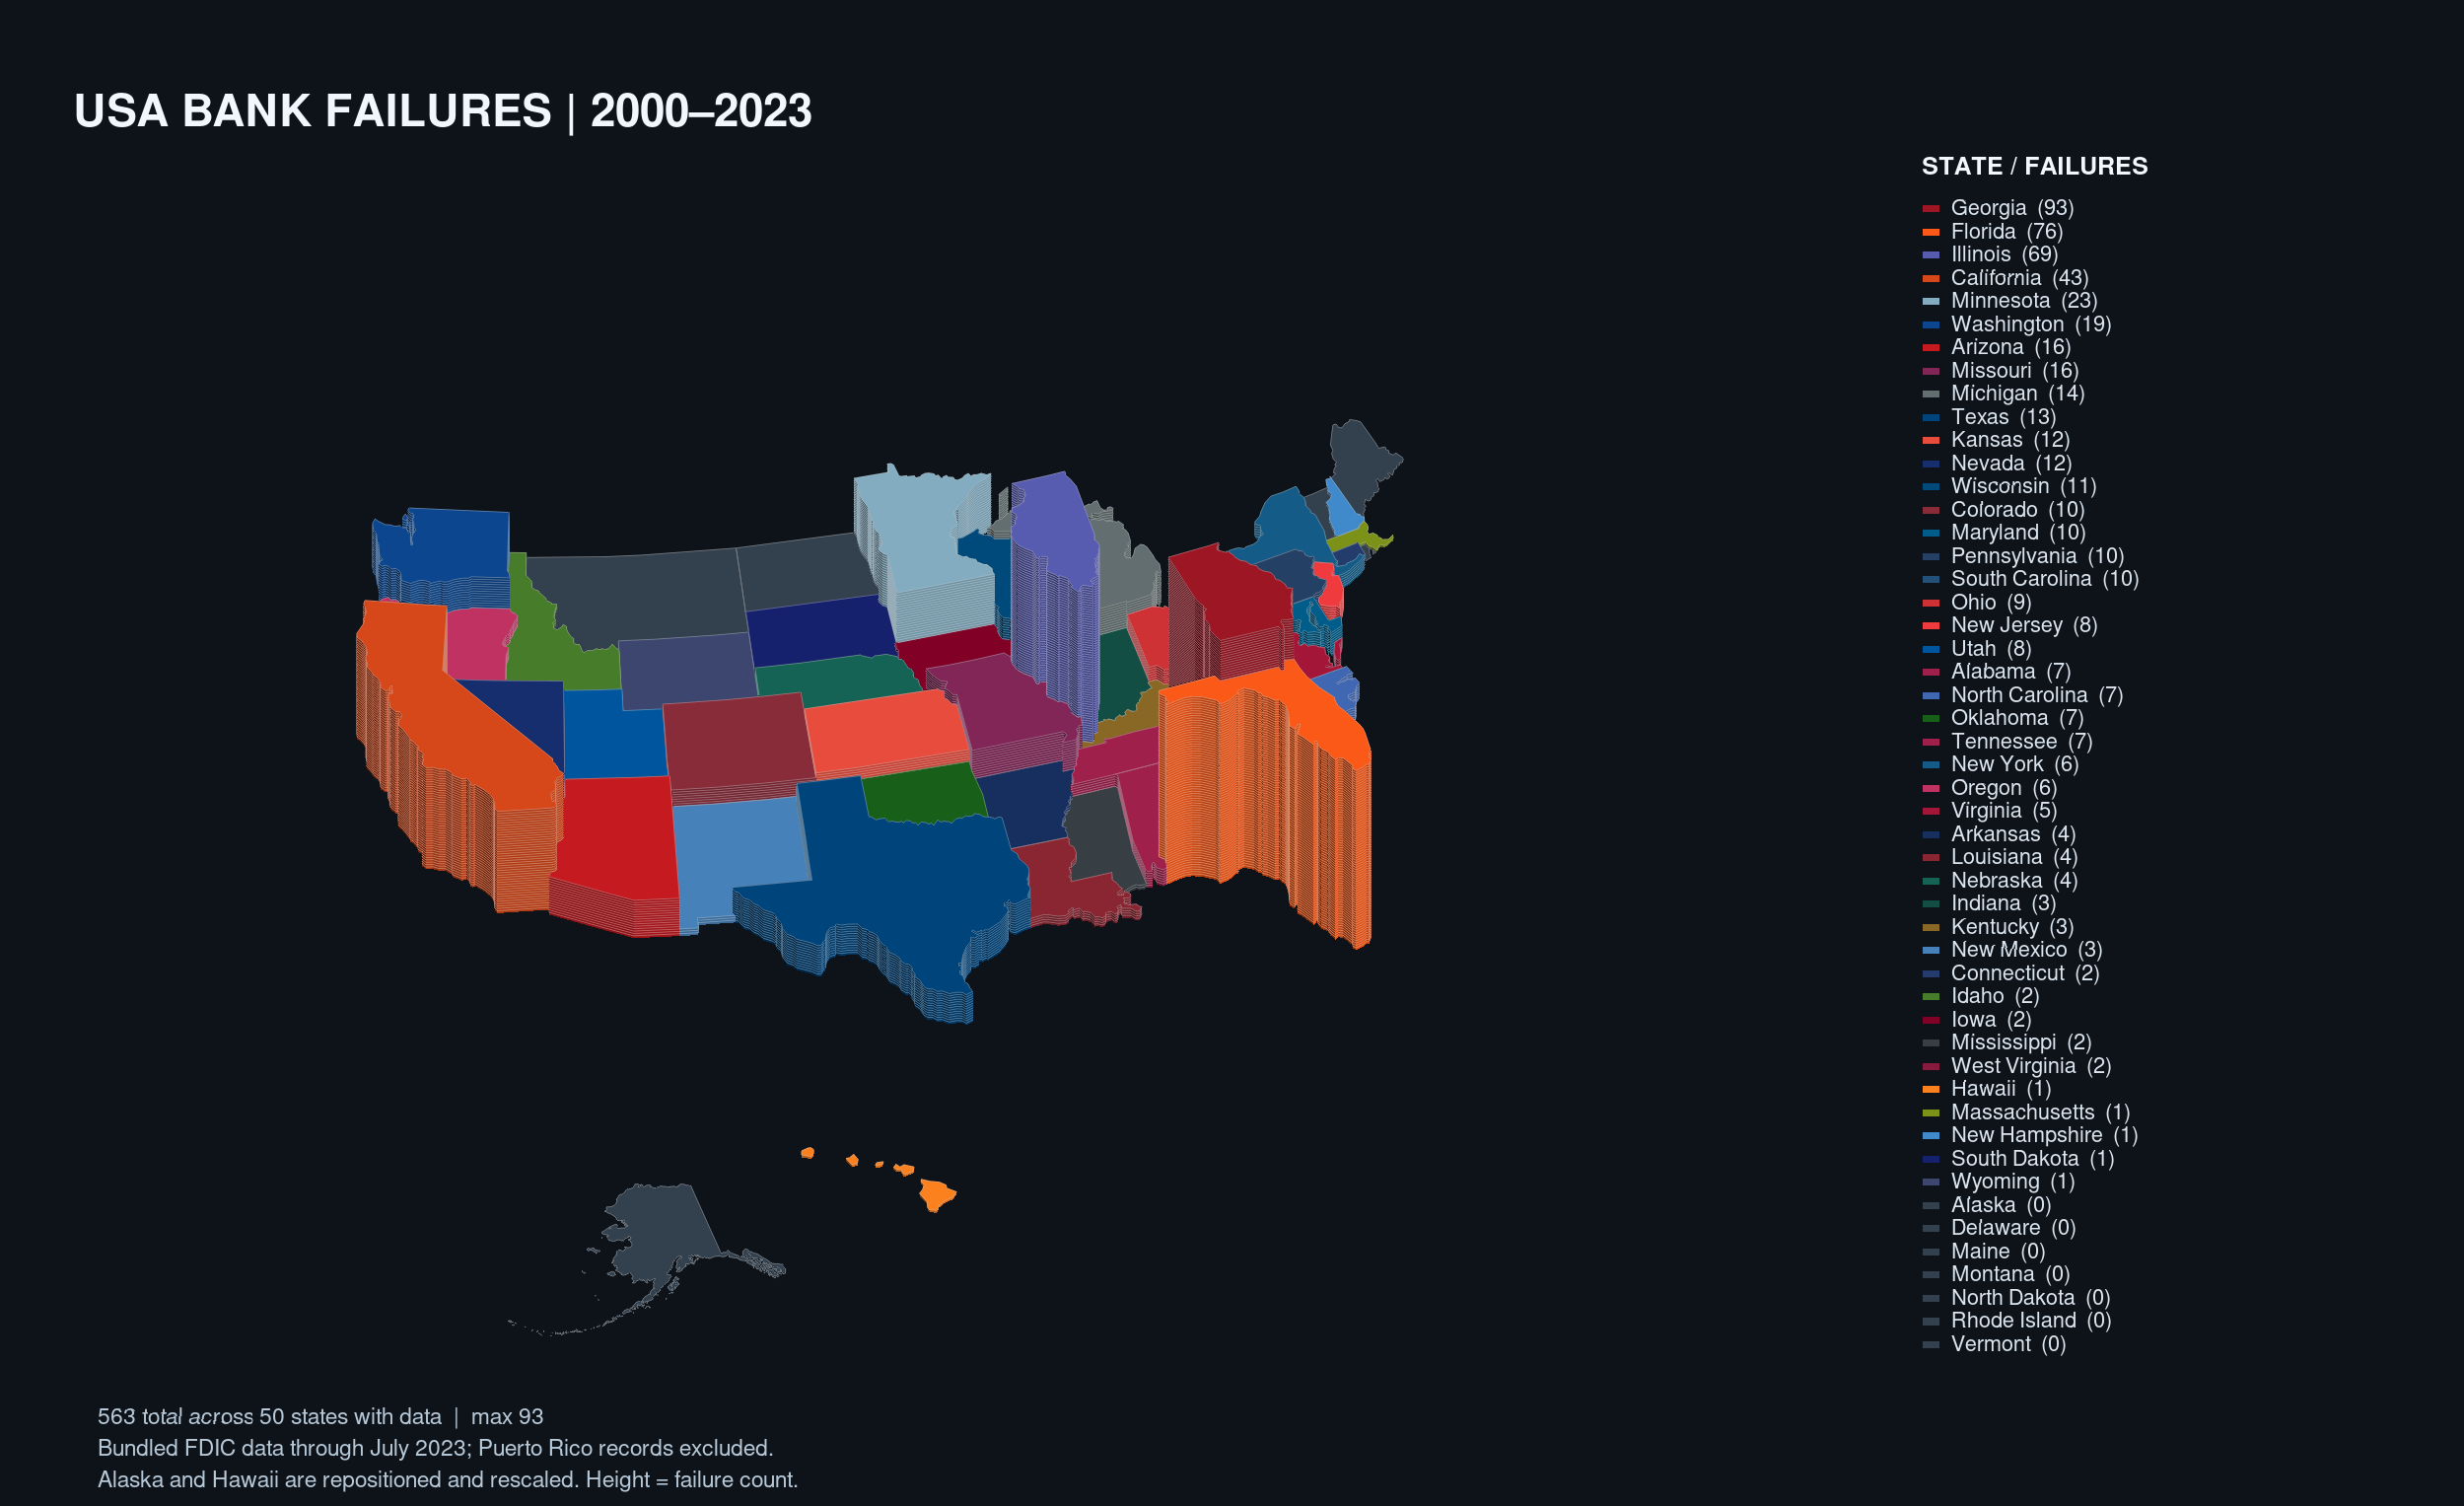 USA BANK FAILURES | 2000–2023
STATE / FAILURES
Georgia (93)
Florida (76)
Illinois (69)
California (43)
Minnesota (23)
Washington (19)
Arizona (16)
Missouri (16)
Michigan (14)
Texas (13)
Kansas (12)
Nevada (12)
Wisconsin (11)
Colorado (10)
Maryland (10)
Pennsylvania (10)
South Carolina (10)
Ohio (9)
New Jersey (8)
Utah (8)
Alabama (7)
North Carolina (7)
Oklahoma (7)
Tennessee (7)
New York (6)
Oregon (6)
Virginia (5)
Arkansas (4)
Louisiana (4)
Nebraska (4)
Indiana (3)
Kentucky (3)
New Mexico (3)
Connecticut (2)
Idaho (2)
Iowa (2)
Mississippi (2)
West Virginia (2)
Hawaii (1)
Massachusetts (1)
New Hampshire (1)
South Dakota (1)
Wyoming (1)
Alaska (0)
Delaware (0)
Maine (0)
Montana (0)
North Dakota (0)
Rhode Island (0)
Vermont (0)
563 total across 50 states with data | max 93
Bundled FDIC data through July 2023; Puerto Rico records excluded.
Alaska and Hawaii are repositioned and rescaled. Height = failure count.